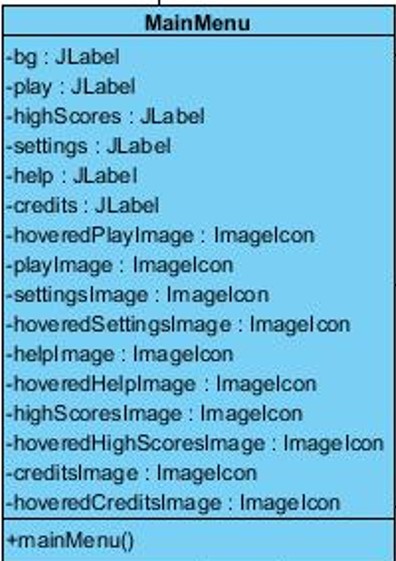 MainMenu
-bg : JLabel
-play : JLabel
-highScores : JLabel
-settings : JLabel
-help : JLabel
-credits : JLabel
-hoveredPlayImage : ImageIcon
-playImage : ImageIcon
-settingsImage : ImageIcon
-hoveredSettingsImage : ImageIcon
-helpImage : ImageIcon
-hoveredHelpImage : ImageIcon
-highScoresImage : ImageIcon
-hoveredHighScoresImage : ImageIcon
-creditsImage : ImageIcon
-hoveredCreditsImage : ImageIcon
+mainMenu()